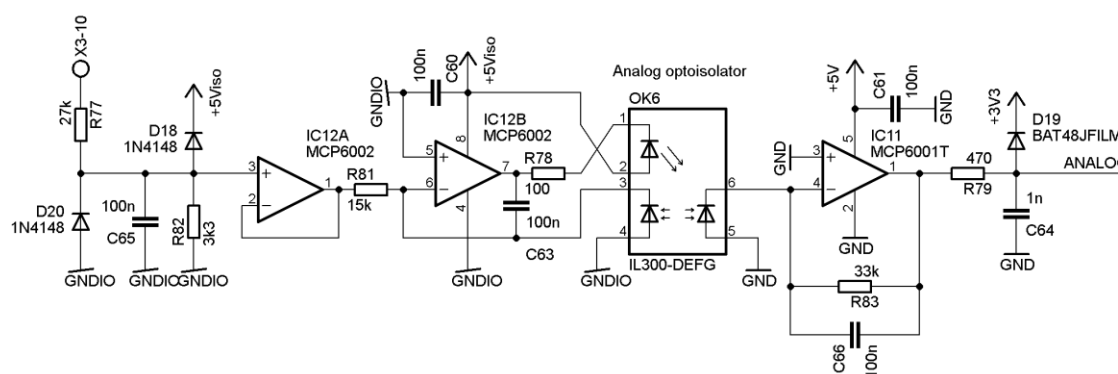 X3-10
27k
R77
D18
1N4148
+5Viso
D20
1N4148
100n
C65
R82
3k3
GNDIO
GNDIO
GNDIO
IC12A
MCP6002
3
2
1
+
−
R81
15k
GNDIO
100n
C60
+5Viso
IC12B
MCP6002
8
5
6
7
4
+
−
GNDIO
R78
100
100n
C63
Analog optoisolator
OK6
1
2
3
4
6
5
IL300-DEFG
GNDIO
GND
+5V
C61
100n
GND
IC11
MCP6001T
GND
3
4
5
1
2
+
−
GND
33k
R83
C66
100n
470
R79
+3V3
D19
BAT48JFILM
ANALOG
1n
C64
GND